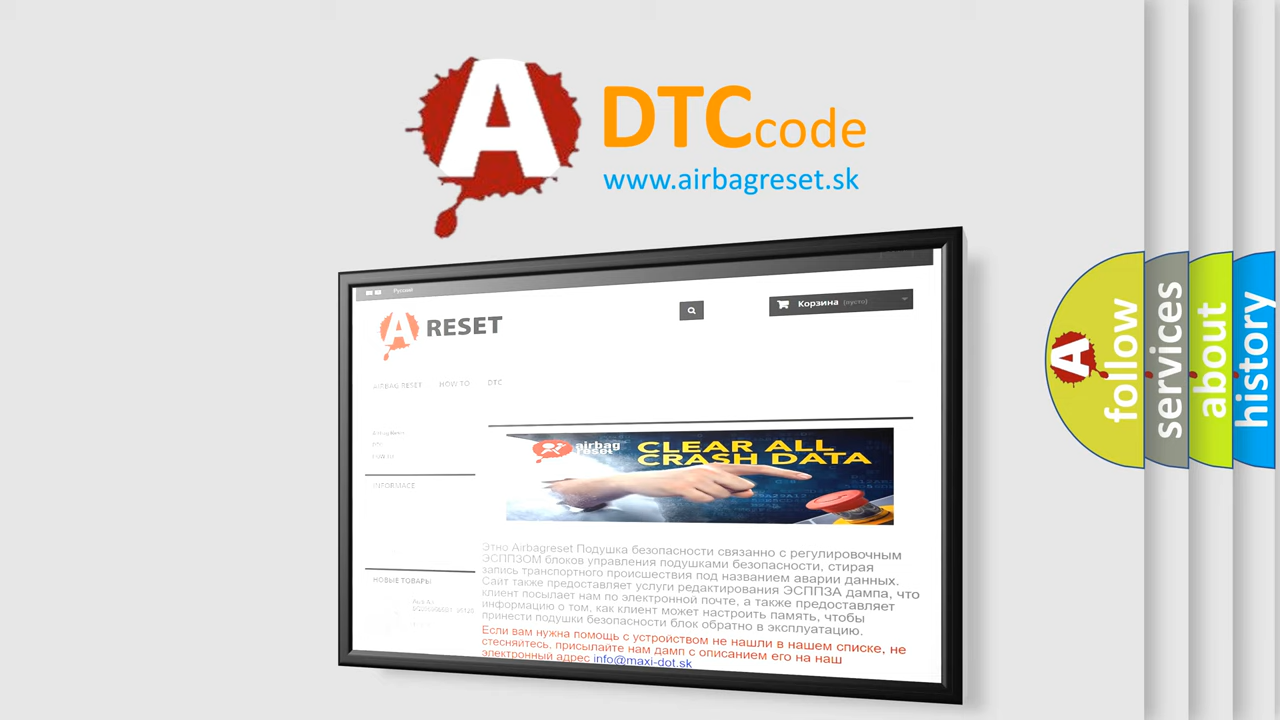 A
DTCcode
www.airbagreset.sk
Русский
A RESET
Корзина (пусто)
AIRBAG RESET HOW TO DTC
INFORMACE
НОВЫЕ ТОВАРЫ
airbag
reset
CLEAR ALL
CRASH DATA
Этно Airbagreset Подушка безопасности связанно с регулировочным
ЭСППЗОМ блоков управления подушками безопасности, стирая
запись транспортного происшествия под названием аварии данных.
Сайт также предоставляет услуги редактирования ЭСППЗА дампа, что
клиент посылает нам по электронной почте, а также предоставляет
информацию о том, как клиент может настроить память, чтобы
принести подушки безопасности блок обратно в эксплуатацию.
Если вам нужна помощь с устройством не нашли в нашем списке, не
стесняйтесь, присылайте нам дамп с описанием его на наш
электронный адрес info@maxi-dot.sk
A
follow
services
about
history